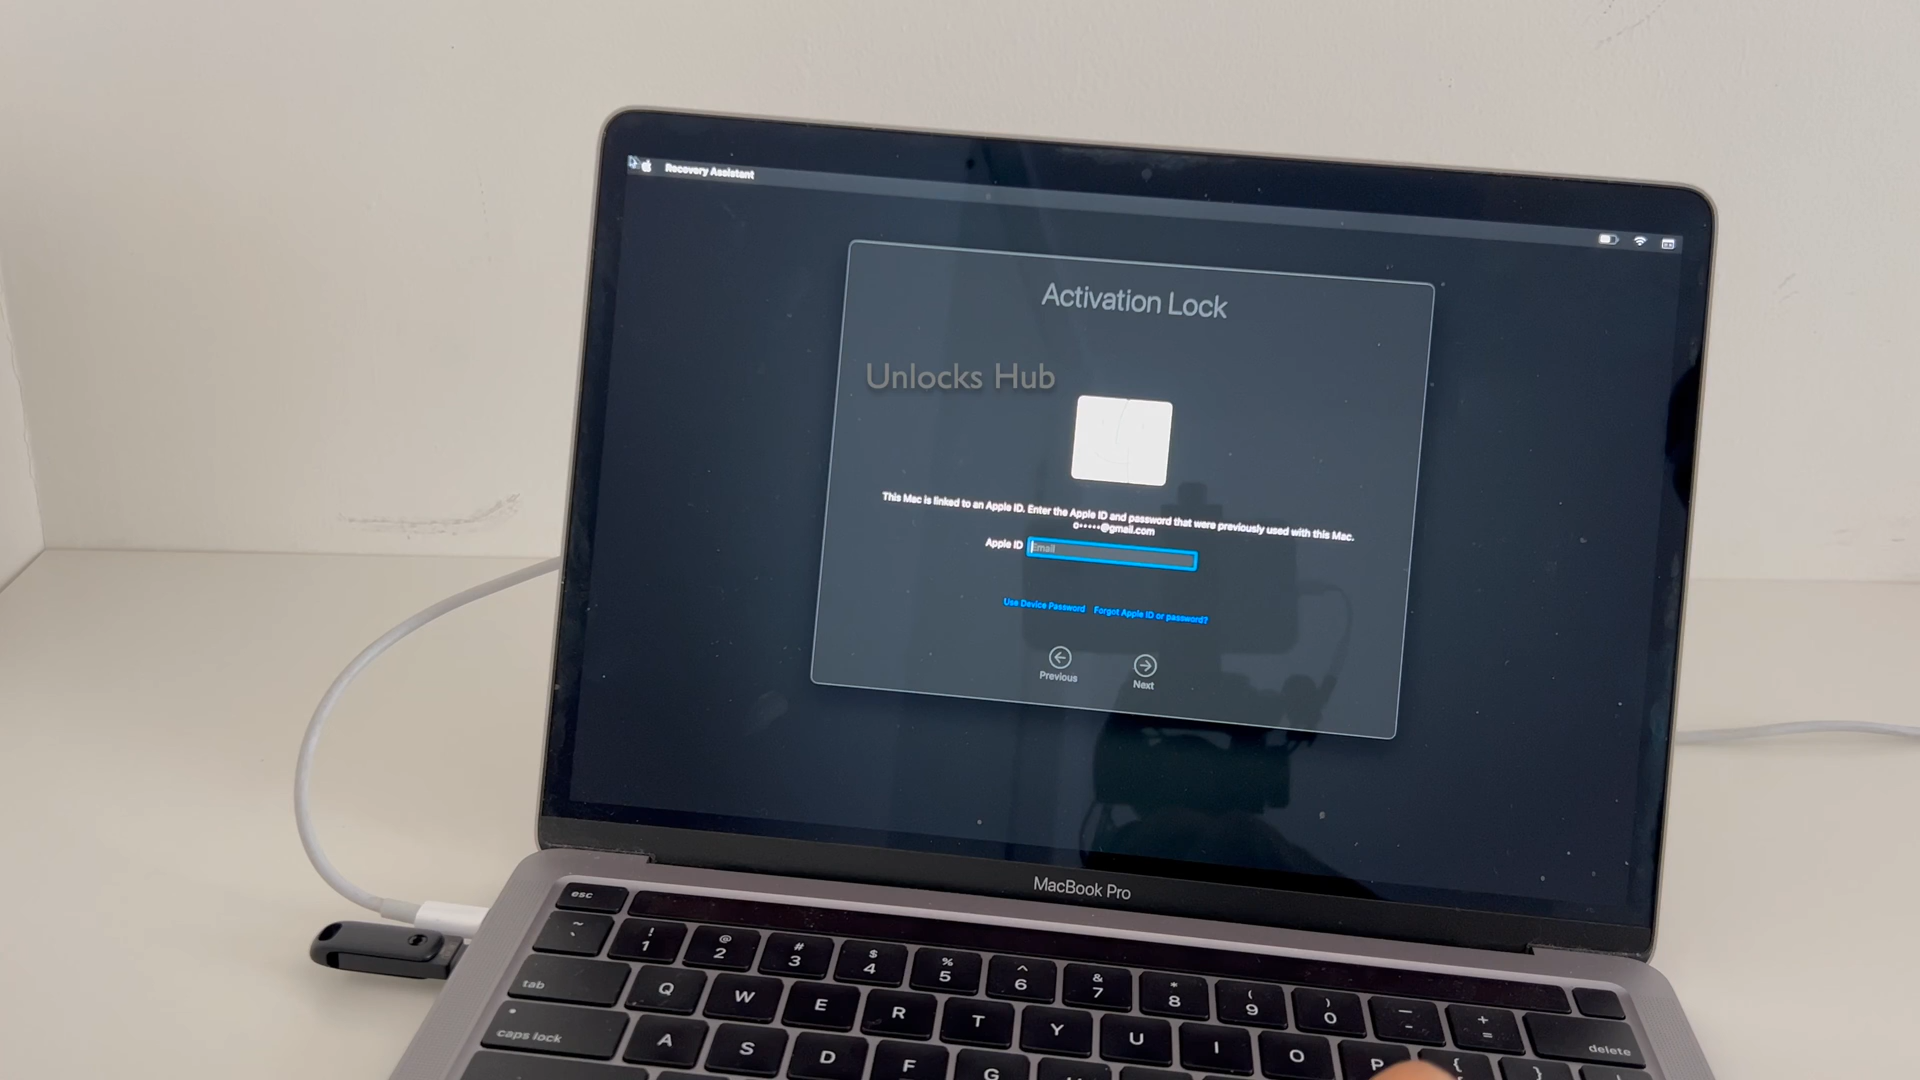 Recovery Assistant
Activation Lock
Unlocks Hub
This Mac is linked to an Apple ID. Enter the Apple ID and password that were previously used with this Mac.
o•••••@gmail.com
Apple ID Email
Use Device Password Forgot Apple ID or password?
Previous Next
MacBook Pro
esc
~ ` ! 1 @ 2 # 3 $ 4 % 5 ^ 6 & 7 * 8 ( 9 ) 0 — - + =
tab Q W E R T Y U I O P { }
delete
caps lock A S D F G